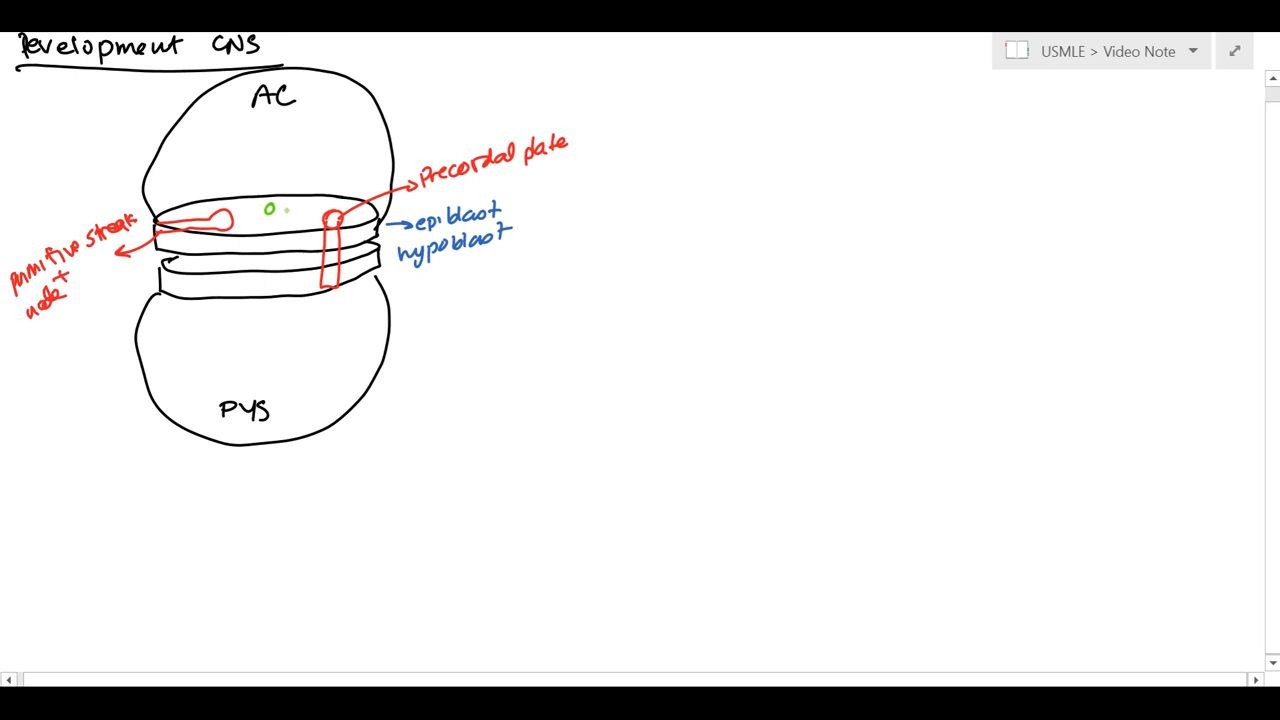 Development CNS
USMLE > Video Note
AC
Precordal plate
epiblast
hypoblast
primitive streak
+
node
PYS